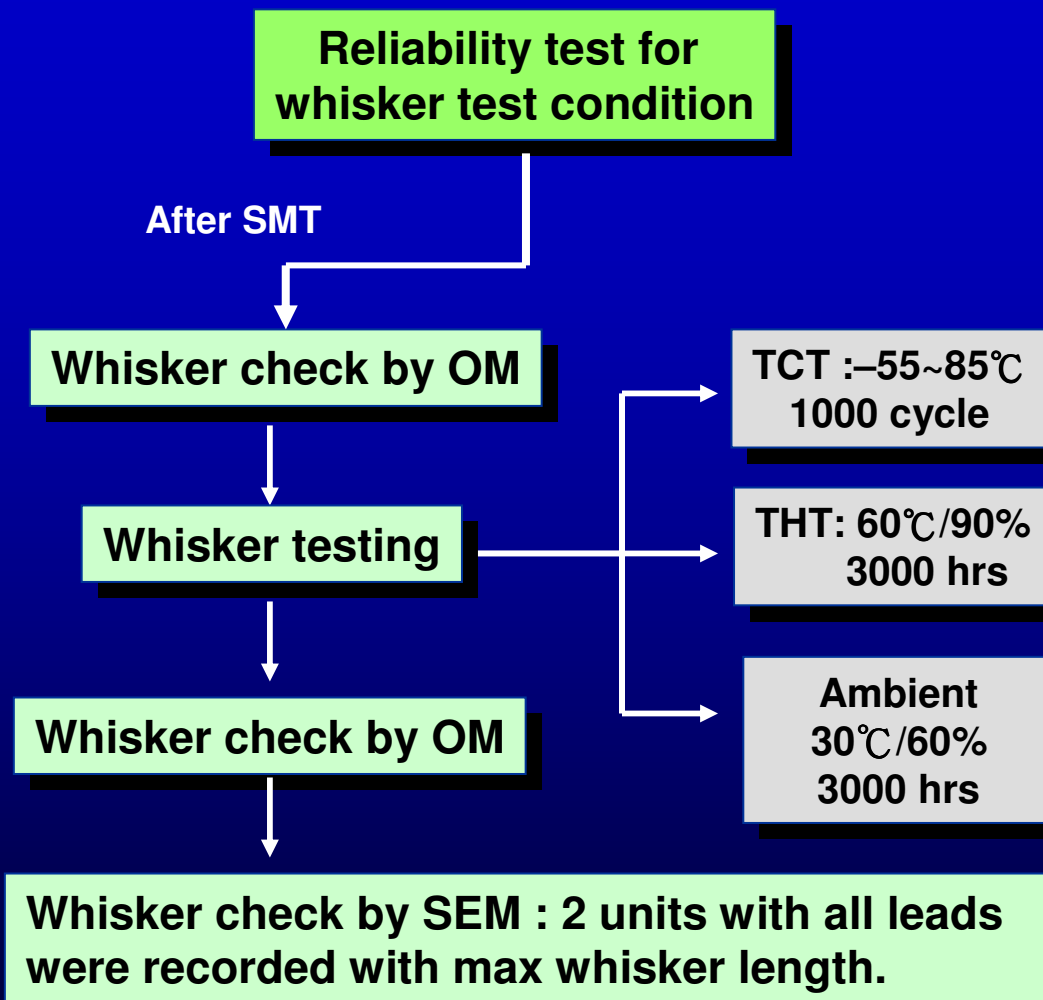 Reliability test for
whisker test condition
After SMT
Whisker check by OM
Whisker testing
TCT :–55~85℃
1000 cycle
THT: 60℃/90%
3000 hrs
Ambient
30℃/60%
3000 hrs
Whisker check by OM
Whisker check by SEM : 2 units with all leads
were recorded with max whisker length.